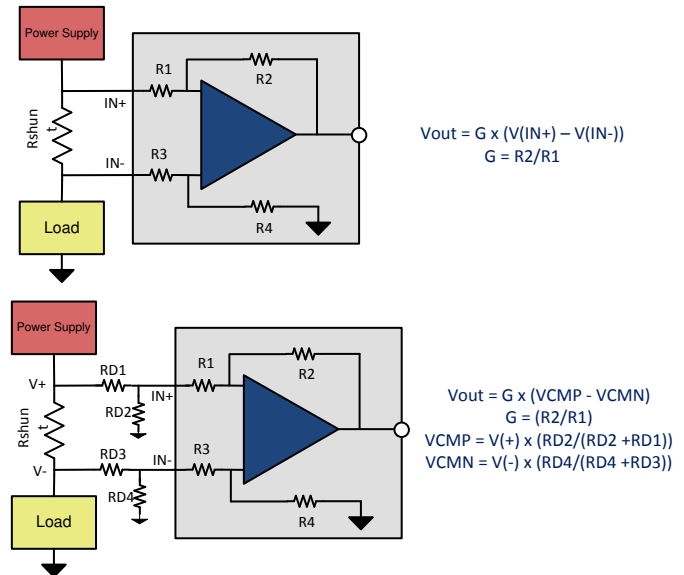 Power Supply
R1
R2
IN+
Rshun
t
IN-
R3
R4
Load
Vout = G x (V(IN+) – V(IN-))
G = R2/R1
Power Supply
V+
RD1
R1
R2
IN+
RD2
Rshun
t
RD3
IN-
R3
V-
RD4
R4
Load
Vout = G x (VCMP - VCMN)
G = (R2/R1)
VCMP = V(+) x (RD2/(RD2 +RD1))
VCMN = V(-) x (RD4/(RD4 +RD3))